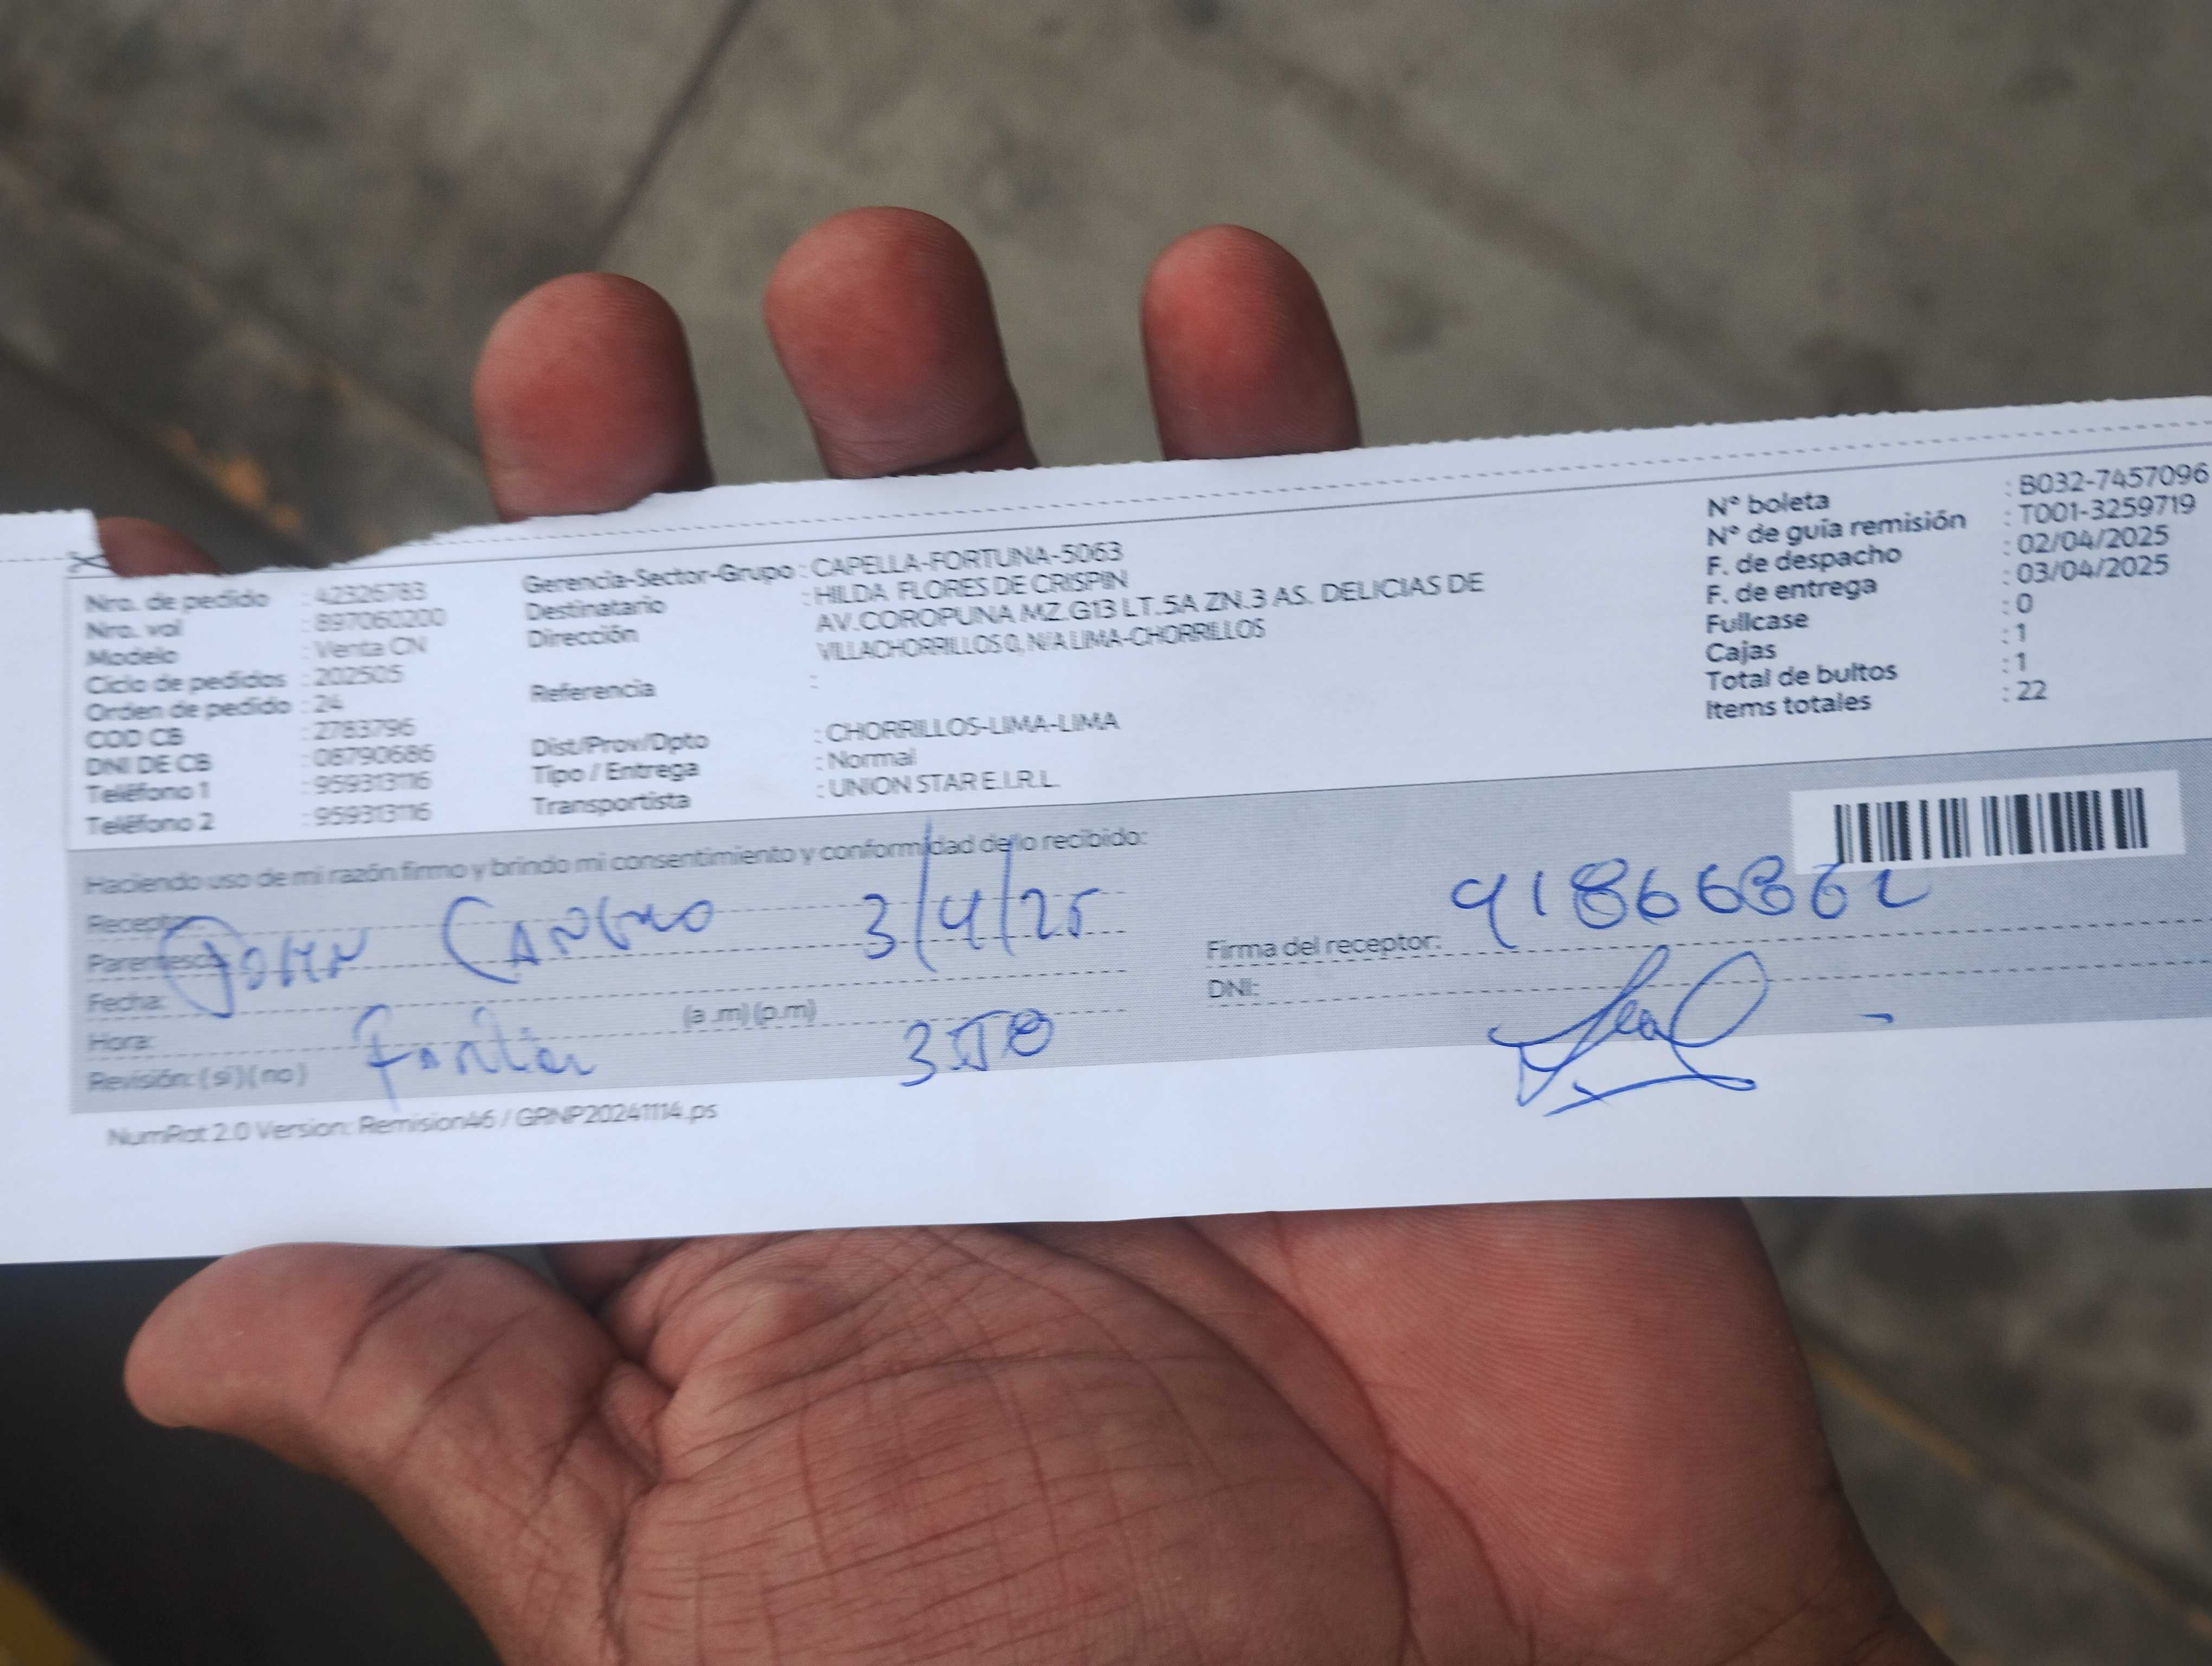 Nro. de pedido : 42326783
Nro. val : 897060200
Modelo : Venta CN
Ciclo de pedidos : 202505
Orden de pedido : 24
COD CB : 2783796
DNI DE CB : 08790686
Teléfono 1 : 959313116
Teléfono 2 : 959313116
Gerencia-Sector-Grupo : CAPELLA-FORTUNA-5063
Destinatario : HILDA FLORES DE CRISPIN
Dirección AV.COROPUNA MZ.G13 LT.5A ZN.3 AS. DELICIAS DE
VILLACHORRILLOS 0, N/A LIMA-CHORRILLOS
Referencia :
Dist/Prov/Dpto : CHORRILLOS-LIMA-LIMA
Tipo / Entrega : Normal
Transportista : UNION STAR E.I.R.L.
N° boleta : B032-7457096
N° de guía remisión : T001-3259719
F. de despacho : 02/04/2025
F. de entrega : 03/04/2025
Fullcase : 0
Cajas : 1
Total de bultos : 1
Items totales : 22
Haciendo uso de mi razón firmo y brindo mi consentimiento y conformidad de lo recibido:
Receptor:
Parentesco
3/4/25
Fecha:
Hora: (a .m) (p.m)
Revisión: (si) (no)
Firma del receptor:
DNI:
NumRot 2.0 Version: Remision46 / GRNP20241114.ps